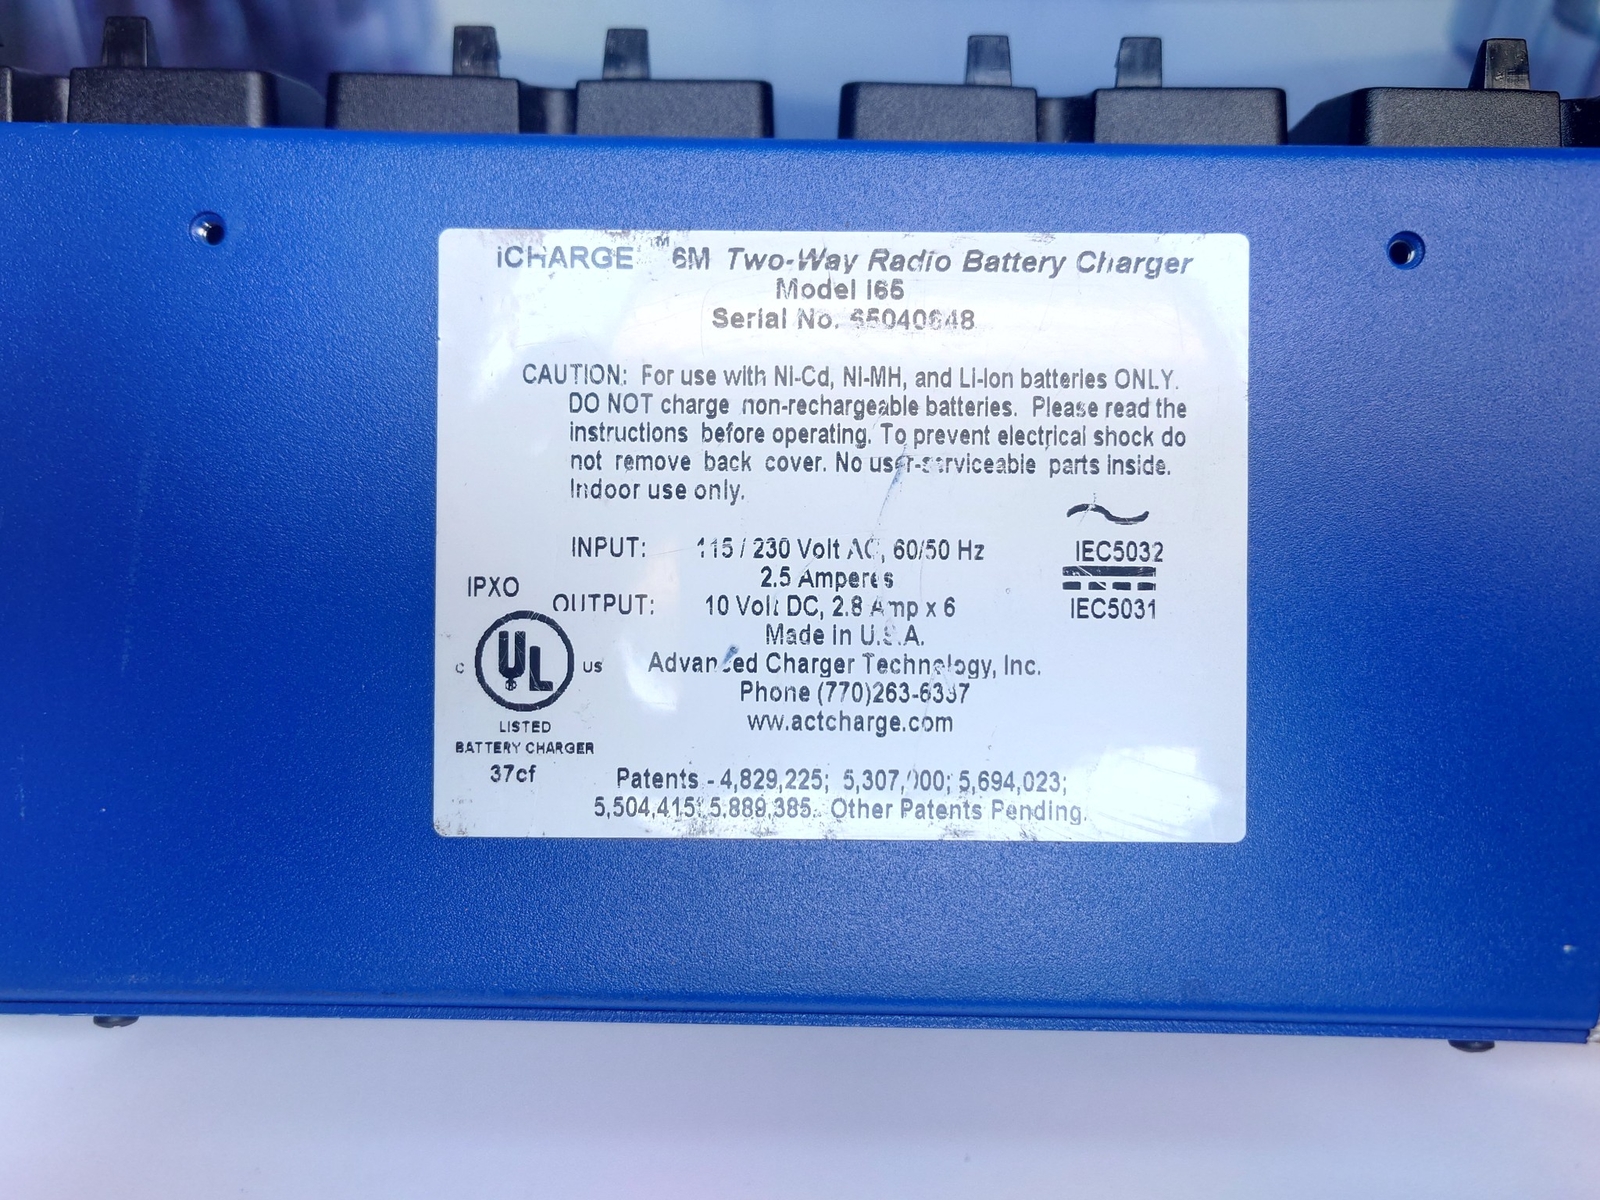 iCHARGE™ 6M Two-Way Radio Battery Charger
Model I65
Serial No.
CAUTION: For use with Ni-Cd, Ni-MH, and Li-Ion batteries ONLY.
DO NOT charge non-rechargeable batteries. Please read the
instructions before operating. To prevent electrical shock do
not remove back cover. No user-serviceable parts inside.
Indoor use only.
INPUT: 115 / 230 Volt AC, 60/50 Hz
2.5 Amperes
IEC5032
IPXO
OUTPUT: 10 Volt DC, 2.8 Amp x 6
IEC5031
Made in U.S.A.
C UL US
Advanced Charger Technology, Inc.
Phone
ww.actcharge.com
LISTED
BATTERY CHARGER
37cf
Patents - 4,829,225; 5,307,000; 5,694,023;
5,504,415; 5,889,385. Other Patents Pending.